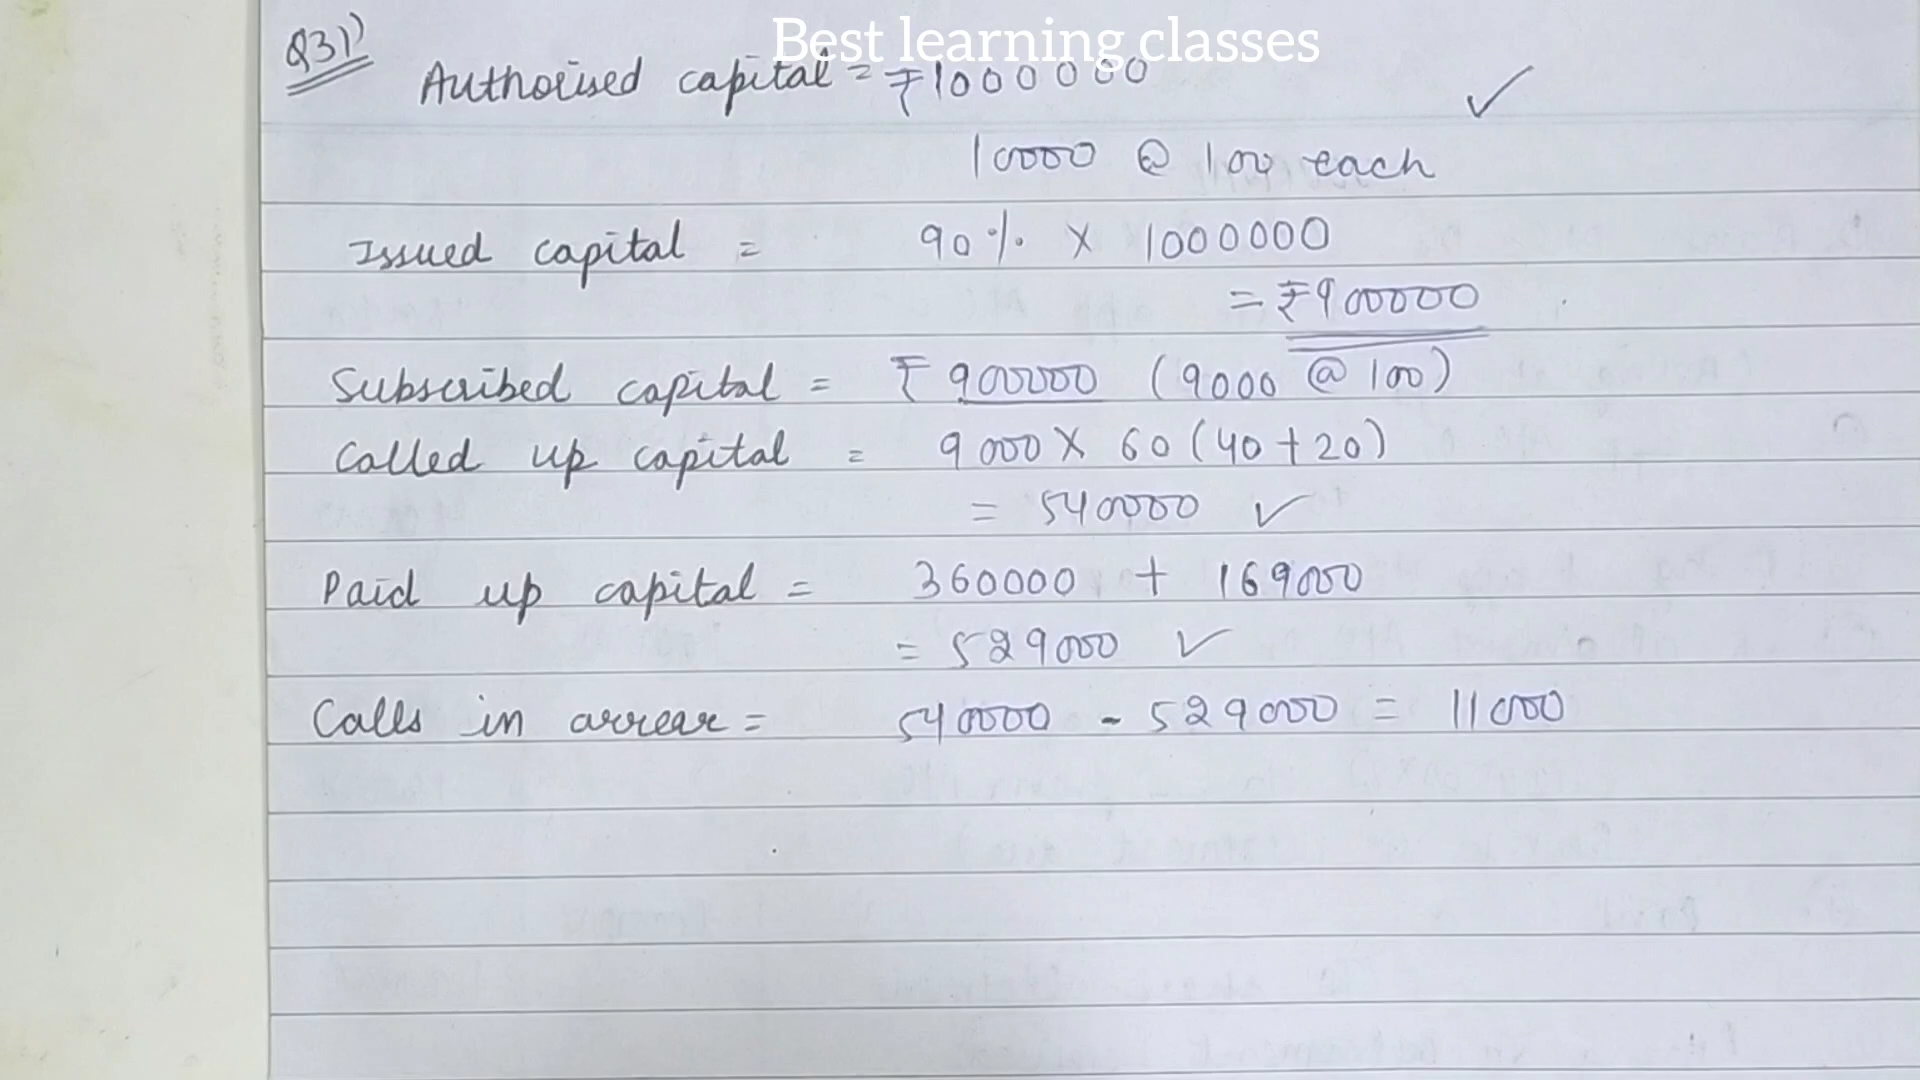 Best learning classes
Q31)
Authorised capital = ₹1000000
10000 @ 100 each
Issued capital = 90% × 1000000
= ₹900000
Subscribed capital = ₹ 900000 (9000 @ 100)
Called up capital = 9000 × 60 (40 + 20)
= 540000 ✓
Paid up capital = 360000 + 169000
= 529000 ✓
Calls in arrear = 540000 - 529000 = 11000